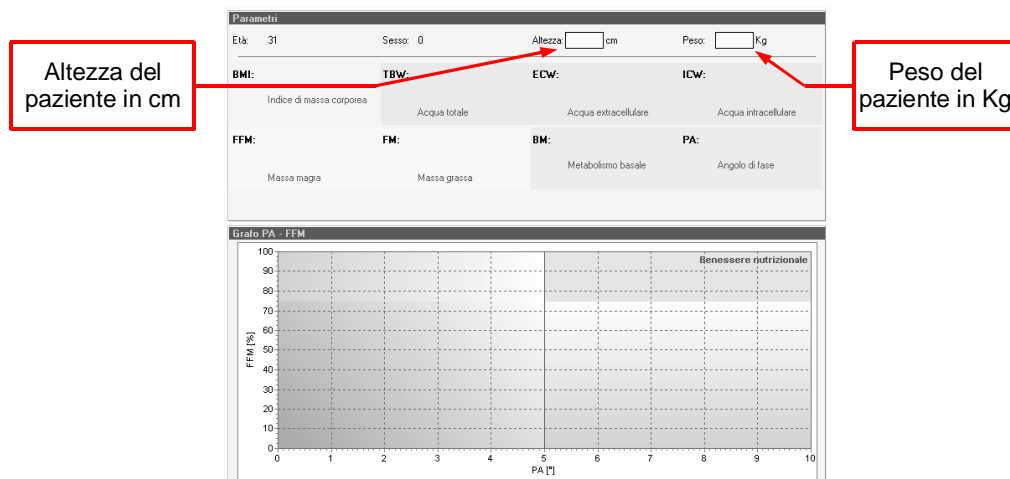 Parametri
Età: 31 Sesso: 0 Altezza: cm Peso: Kg
Altezza del
paziente in cm
Peso del
paziente in Kg
BMI: TBW: ECW: ICW:
Indice di massa corporea
Acqua totale Acqua extracellulare Acqua intracellulare
FFM: FM: BM: PA:
Metabolismo basale Angolo di fase
Massa magra Massa grassa
Grafo PA - FFM
Benessere nutrizionale
FFM [%]
100
90
80
70
60
50
40
30
20
10
0
0 1 2 3 4 5 6 7 8 9 10
PA [°]